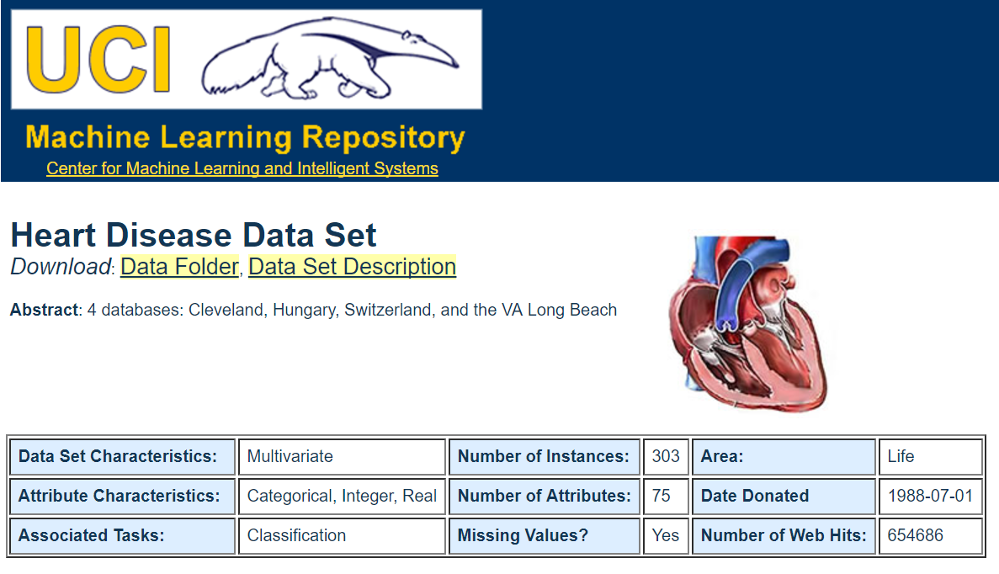 UCI
Machine Learning Repository
Center for Machine Learning and Intelligent Systems
Heart Disease Data Set
Download: Data Folder, Data Set Description
Abstract: 4 databases: Cleveland, Hungary, Switzerland, and the VA Long Beach
Data Set Characteristics: Multivariate Number of Instances: 303 Area: Life
Attribute Characteristics: Categorical, Integer, Real Number of Attributes: 75 Date Donated 1988-07-01
Associated Tasks: Classification Missing Values? Yes Number of Web Hits: 654686